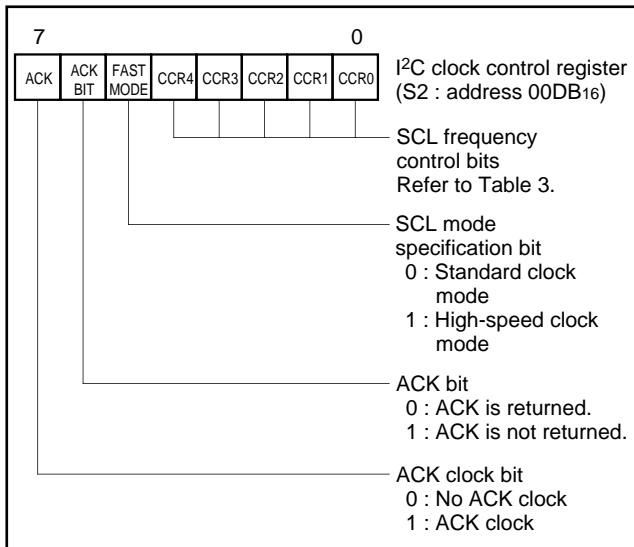 7 0
ACK ACK BIT FAST MODE CCR4 CCR3 CCR2 CCR1 CCR0
I²C clock control register
(S2 : address 00DB₁₆)
SCL frequency
control bits
Refer to Table 3.
SCL mode
specification bit
0 : Standard clock
mode
1 : High-speed clock
mode
ACK bit
0 : ACK is returned.
1 : ACK is not returned.
ACK clock bit
0 : No ACK clock
1 : ACK clock